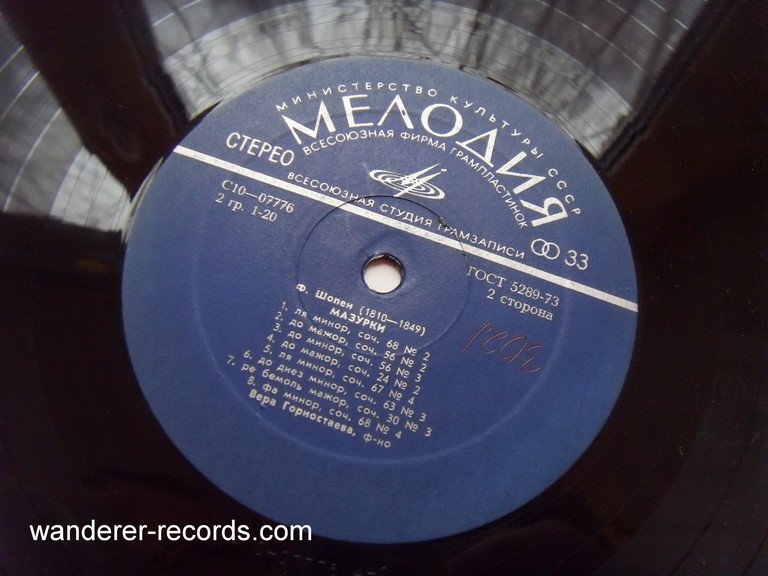 МИНИСТЕРСТВО КУЛЬТУРЫ СССР
МЕЛОДИЯ
ВСЕСОЮЗНАЯ ФИРМА ГРАМПЛАСТИНОК
СТЕРЕО
ВСЕСОЮЗНАЯ СТУДИЯ ГРАМЗАПИСИ
33
С10—07776
2 гр. 1-20
ГОСТ 5289-73
2 сторона
Ф. Шопен (1810—1849)
МАЗУРКИ
1. ля минор, соч. 68 № 2
2. до мажор, соч. 56 № 2
3. до минор, соч. 56 № 3
4. до мажор, соч. 24 № 2
5. ля минор, соч. 67 № 4
6. до диез минор, соч. 63 № 3
7. ре бемоль мажор, соч. 30 № 3
8. фа минор, соч. 68 № 4
Вера Горностаева, ф-но
wanderer-records.com